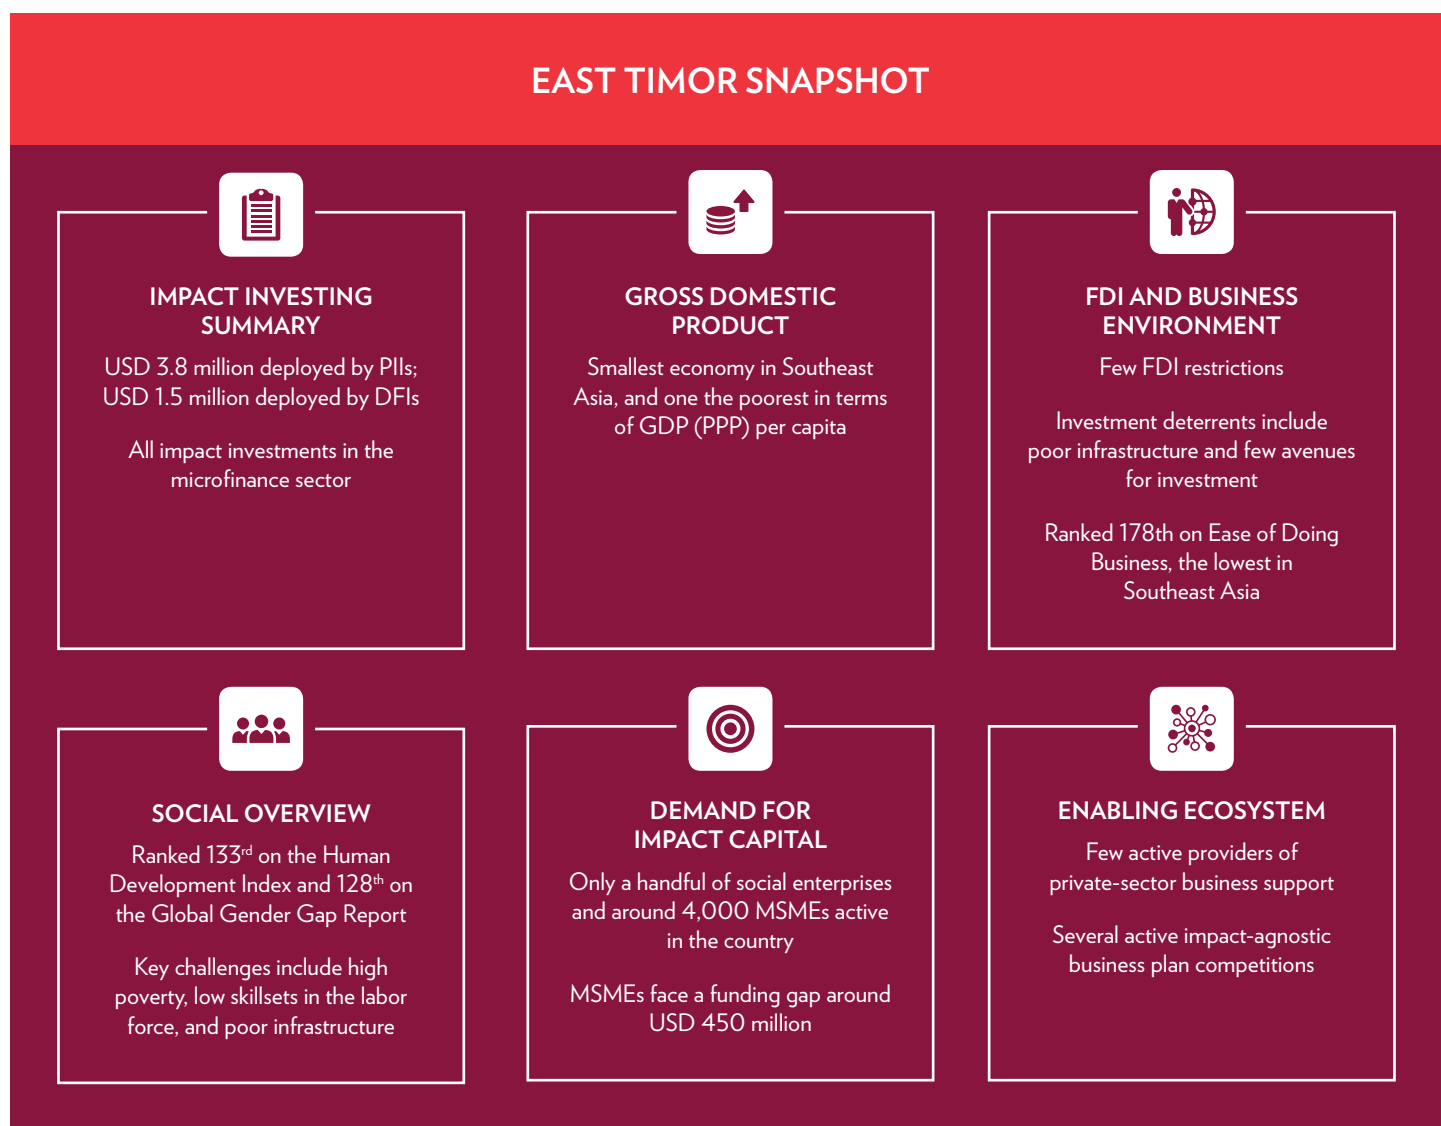 EAST TIMOR SNAPSHOT
IMPACT INVESTING
SUMMARY
USD 3.8 million deployed by PIIs;
USD 1.5 million deployed by DFIs
All impact investments in the
microfinance sector
GROSS DOMESTIC
PRODUCT
Smallest economy in Southeast
Asia, and one the poorest in terms
of GDP (PPP) per capita
FDI AND BUSINESS
ENVIRONMENT
Few FDI restrictions
Investment deterrents include
poor infrastructure and few avenues
for investment
Ranked 178th on Ease of Doing
Business, the lowest in
Southeast Asia
SOCIAL OVERVIEW
Ranked 133rd on the Human
Development Index and 128th on
the Global Gender Gap Report
Key challenges include high
poverty, low skillsets in the labor
force, and poor infrastructure
DEMAND FOR
IMPACT CAPITAL
Only a handful of social enterprises
and around 4,000 MSMEs active
in the country
MSMEs face a funding gap around
USD 450 million
ENABLING ECOSYSTEM
Few active providers of
private-sector business support
Several active impact-agnostic
business plan competitions